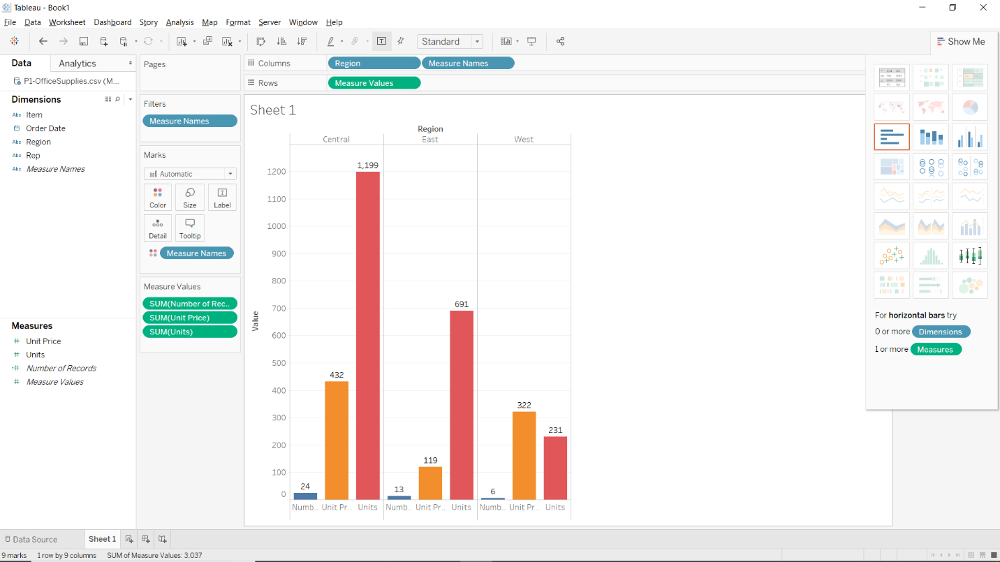 Tableau - Book1
File Data Worksheet Dashboard Story Analysis Map Format Server Window Help
Standard
Show Me
Data Analytics
P1-OfficeSupplies.csv (M...
Dimensions
Abc Item
Order Date
Abc Region
Abc Rep
Abc Measure Names
Measures
# Unit Price
# Units
=# Number of Records
# Measure Values
Pages
Filters
Measure Names
Marks
Automatic
Color Size Label
Detail Tooltip
Measure Names
Measure Values
SUM(Number of Rec..
SUM(Unit Price)
SUM(Units)
Columns Region Measure Names
Rows Measure Values
Sheet 1
Region
Central East West
Value
1200
1100
1000
900
800
700
600
500
400
300
200
100
0
24 432 1,199
13 119 691
6 322 231
Numb.. Unit Pr.. Units Numb.. Unit Pr.. Units Numb.. Unit Pr.. Units
For horizontal bars try
0 or more Dimensions
1 or more Measures
Data Source Sheet 1
9 marks 1 row by 9 columns SUM of Measure Values: 3,037